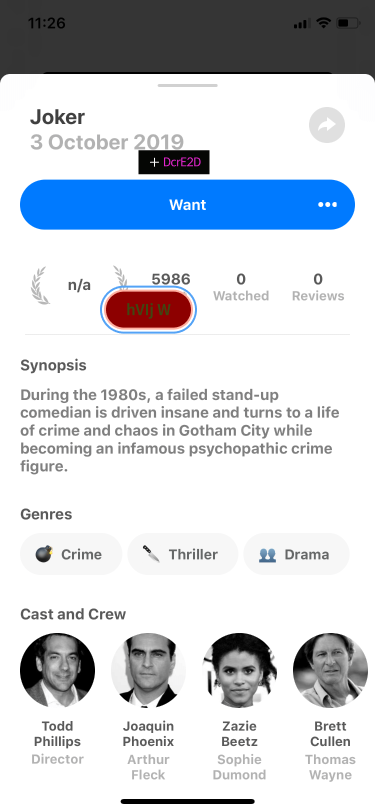 11:26
Joker
3 October 2019
+ DcrE2D
Want
n/a
5986
0
0
Watched
Reviews
hVlj W
Synopsis
During the 1980s, a failed stand-up
comedian is driven insane and turns to a life
of crime and chaos in Gotham City while
becoming an infamous psychopathic crime
figure.
Genres
Crime
Thriller
Drama
Cast and Crew
Todd
Phillips
Director
Joaquin
Phoenix
Arthur
Fleck
Zazie
Beetz
Sophie
Dumond
Brett
Cullen
Thomas
Wayne